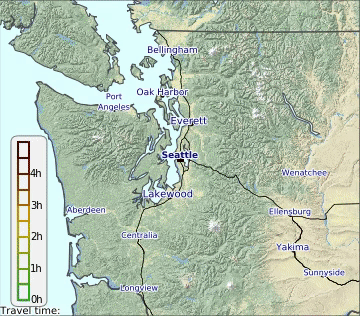 Bellingham
Oak Harbor
Port
Angeles
Everett
Seattle
Wenatchee
4h
Lakewood
3h
Aberdeen
Ellensburg
2h
Centralia
Yakima
1h
Sunnyside
Longview
0h
Travel time: